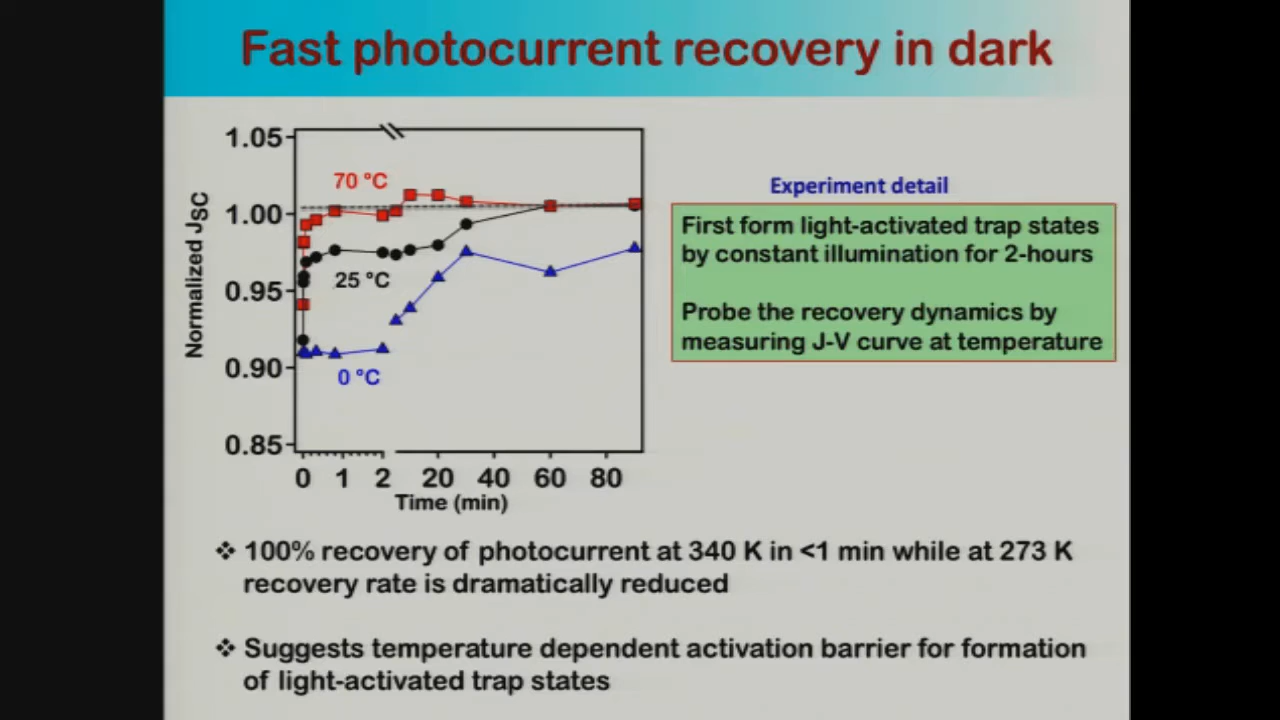 Fast photocurrent recovery in dark
1.05
1.00
0.95
0.90
0.85
Normalized JSC
70 °C
25 °C
0 °C
0 1 2 20 40 60 80
Time (min)
Experiment detail
First form light-activated trap states
by constant illumination for 2-hours
Probe the recovery dynamics by
measuring J-V curve at temperature
❖ 100% recovery of photocurrent at 340 K in <1 min while at 273 K
recovery rate is dramatically reduced
❖ Suggests temperature dependent activation barrier for formation
of light-activated trap states